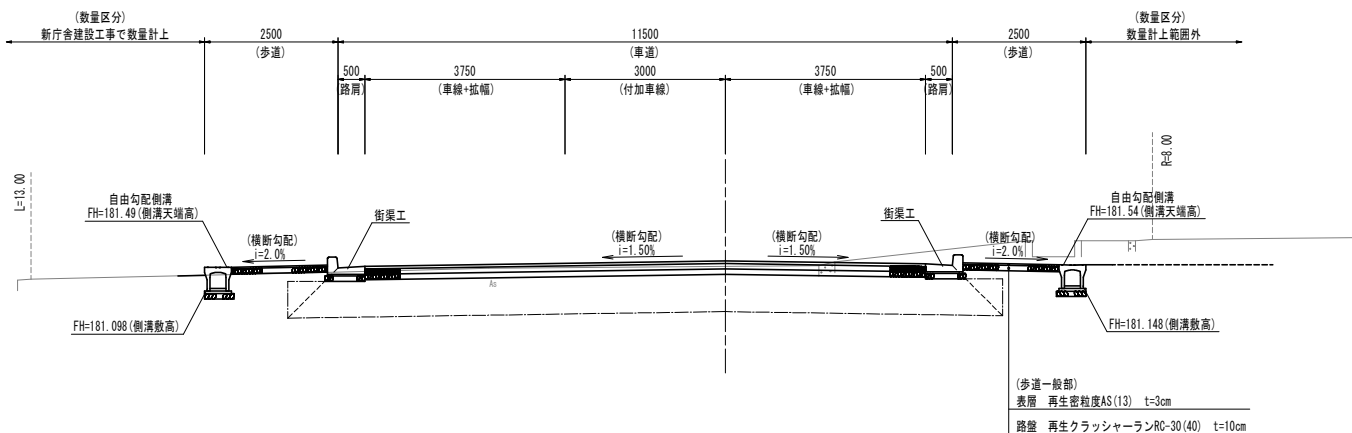 (数量区分)
新庁舎建設工事で数量計上
2500
(歩道)
11500
(車道)
2500
(歩道)
(数量区分)
数量計上範囲外
500
(路肩)
3750
(車線+拡幅)
3000
(付加車線)
3750
(車線+拡幅)
500
(路肩)
L=13.00
R=8.00
自由勾配側溝
FH=181.49(側溝天端高)
街渠工
(横断勾配)
i=2.0%
(横断勾配)
i=1.50%
(横断勾配)
i=1.50%
街渠工
(横断勾配)
i=2.0%
自由勾配側溝
FH=181.54(側溝天端高)
As
FH=181.098(側溝敷高)
FH=181.148(側溝敷高)
(歩道一般部)
表層 再生密粒度AS(13) t=3cm
路盤 再生クラッシャーランRC-30(40) t=10cm